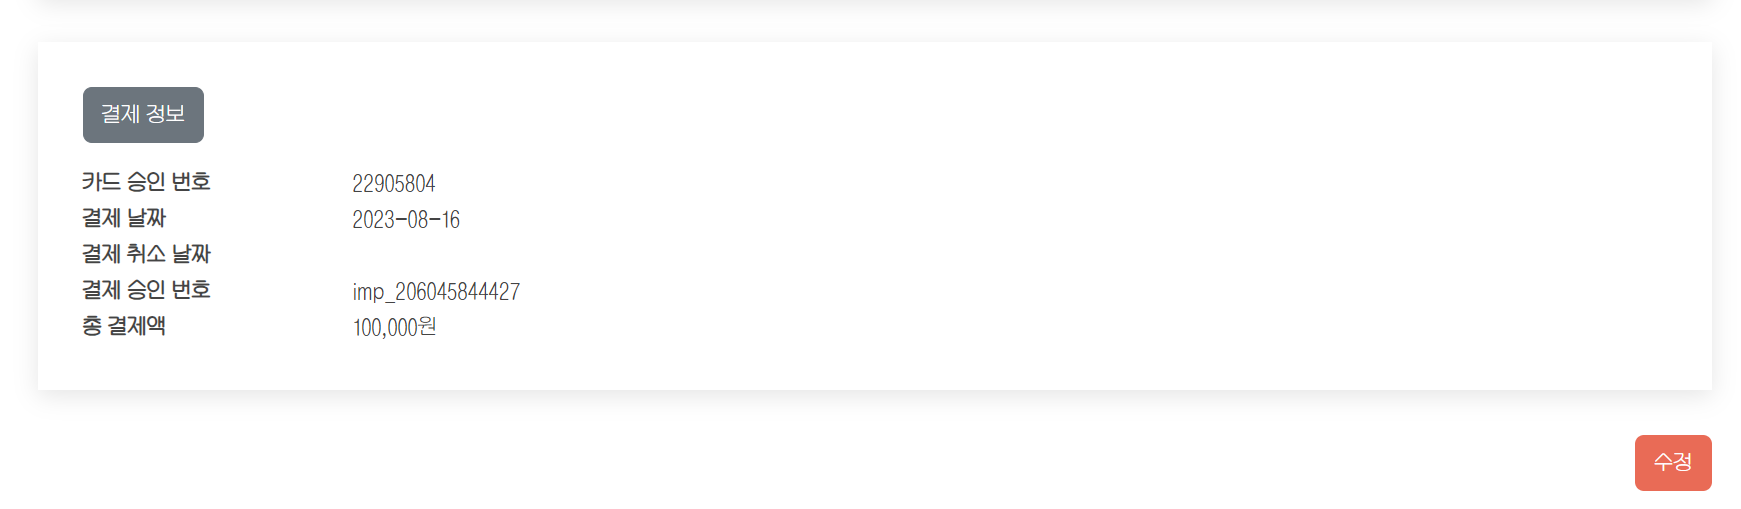 결제 정보
카드 승인 번호 22905804
결제 날짜 2023-08-16
결제 취소 날짜
결제 승인 번호 imp_206045844427
총 결제액 100,000원
수정